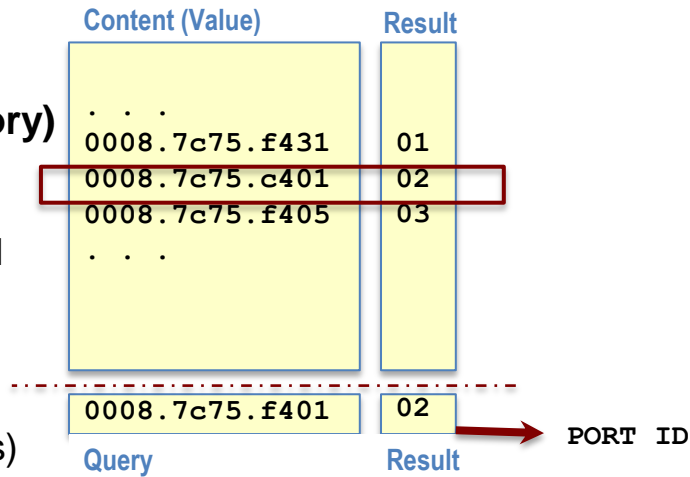 Content (Value) Result
. . .
ory)
0008.7c75.f431 01
0008.7c75.c401 02
0008.7c75.f405 03
. . .
0008.7c75.f401 02
PORT ID
s)
Query Result